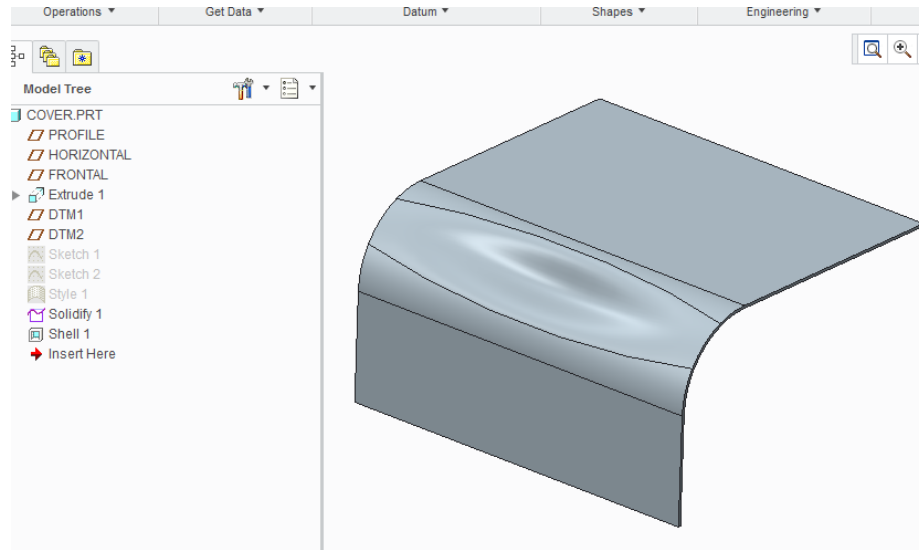 Operations Get Data Datum Shapes Engineering
Model Tree
COVER.PRT
PROFILE
HORIZONTAL
FRONTAL
Extrude 1
DTM1
DTM2
Sketch 1
Sketch 2
Style 1
Solidify 1
Shell 1
Insert Here